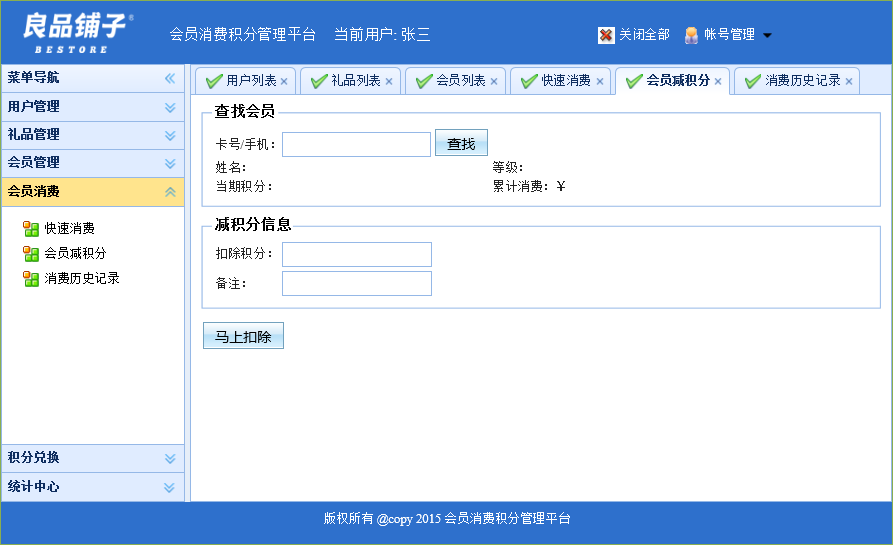 良品铺子®
BESTORE
会员消费积分管理平台 当前用户: 张三
关闭全部 帐号管理
菜单导航
用户管理
礼品管理
会员管理
会员消费
快速消费
会员减积分
消费历史记录
积分兑换
统计中心
用户列表 礼品列表 会员列表 快速消费 会员减积分 消费历史记录
查找会员
卡号/手机: 查找
姓名: 等级:
当期积分: 累计消费: ¥
减积分信息
扣除积分:
备注:
马上扣除
版权所有 @copy 2015 会员消费积分管理平台